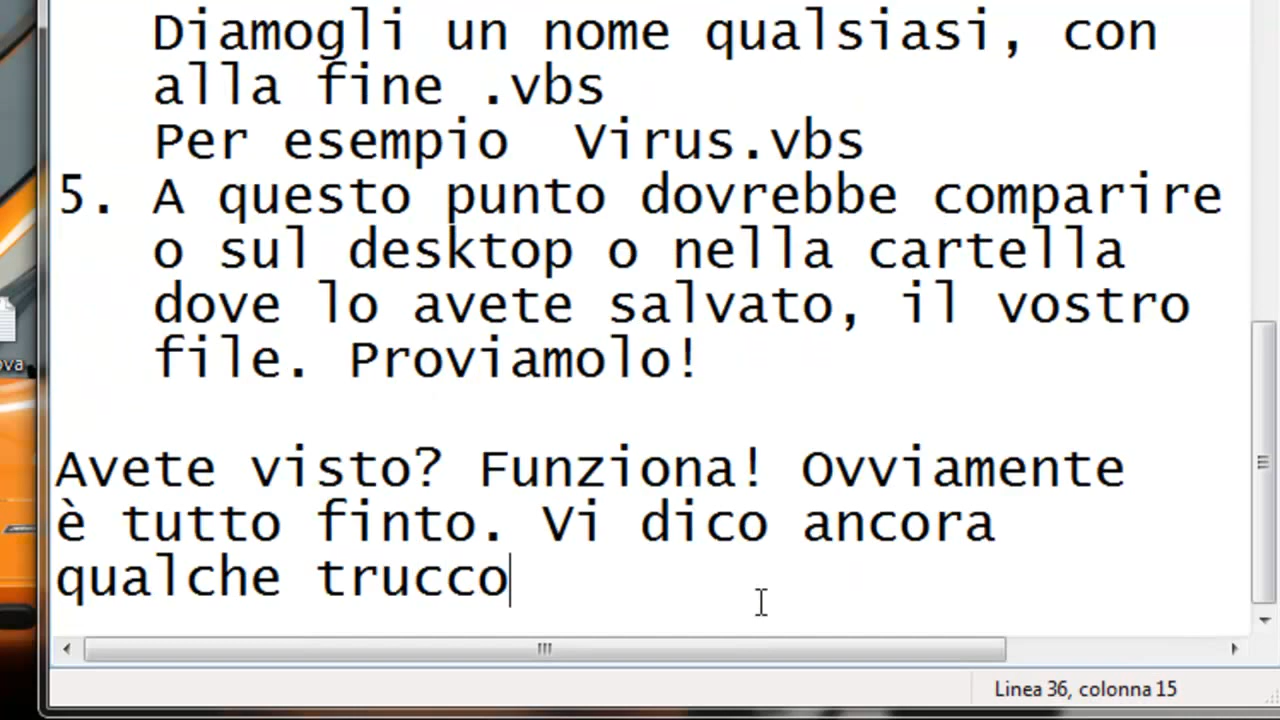 Diamogli un nome qualsiasi, con
alla fine .vbs
Per esempio  Virus.vbs
5. A questo punto dovrebbe comparire
o sul desktop o nella cartella
dove lo avete salvato, il vostro
file. Proviamolo!
Avete visto? Funziona! Ovviamente
è tutto finto. Vi dico ancora
qualche trucco
Linea 36, colonna 15